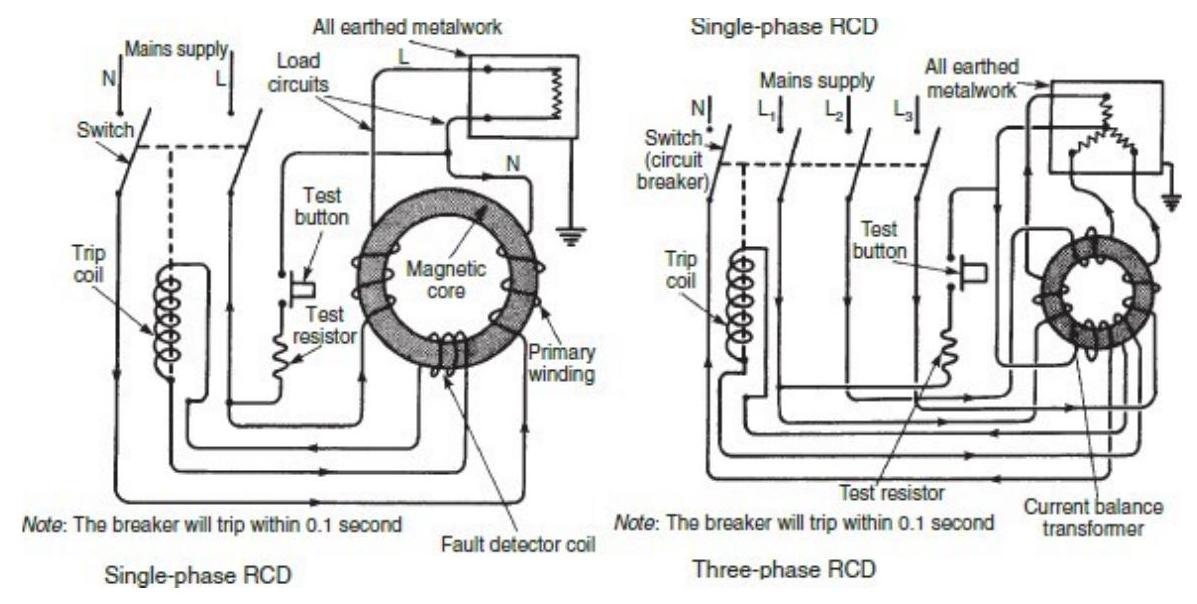 All earthed metalwork
Mains supply
N
L
Load
circuits
L
Switch
N
Test
button
Trip
coil
Magnetic
core
Test
resistor
Primary
winding
Note: The breaker will trip within 0.1 second
Fault detector coil
Single-phase RCD
Single-phase RCD
Mains supply
All earthed
metalwork
N
L1
L2
L3
Switch
(circuit
breaker)
Test
button
Trip
coil
Test resistor
Current balance
transformer
Note: The breaker will trip within 0.1 second
Three-phase RCD